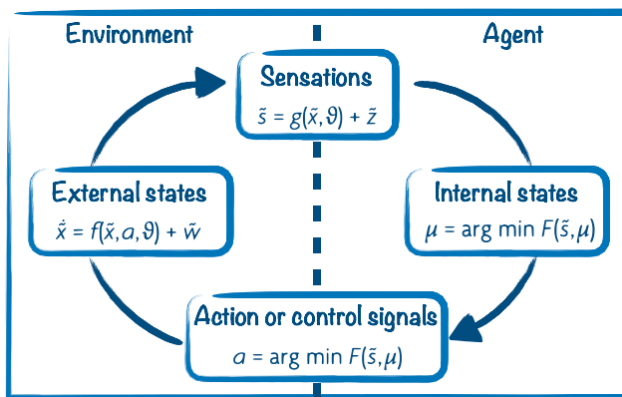 Environment
Agent
Sensations
s̃ = g(x̃,ϑ) + z̃
External states
ẋ̃ = f(x̃,a,ϑ) + w̃
Internal states
μ = arg min F(s̃,μ)
Action or control signals
a = arg min F(s̃,μ)